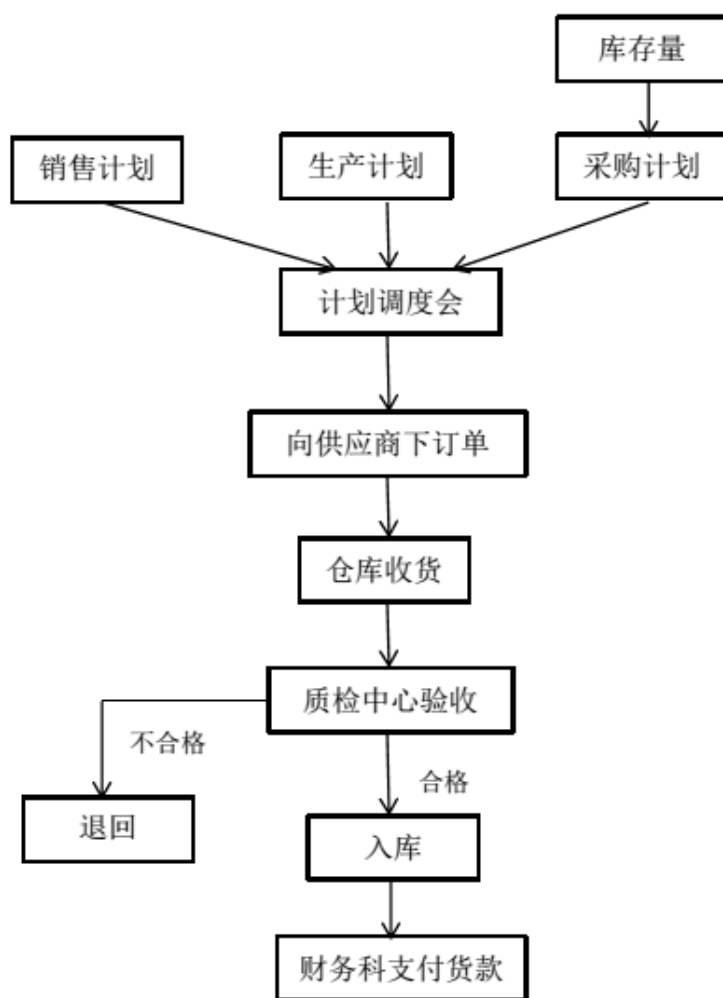 库存量
销售计划
生产计划
采购计划
计划调度会
向供应商下订单
仓库收货
质检中心验收
不合格
合格
退回
入库
财务科支付货款